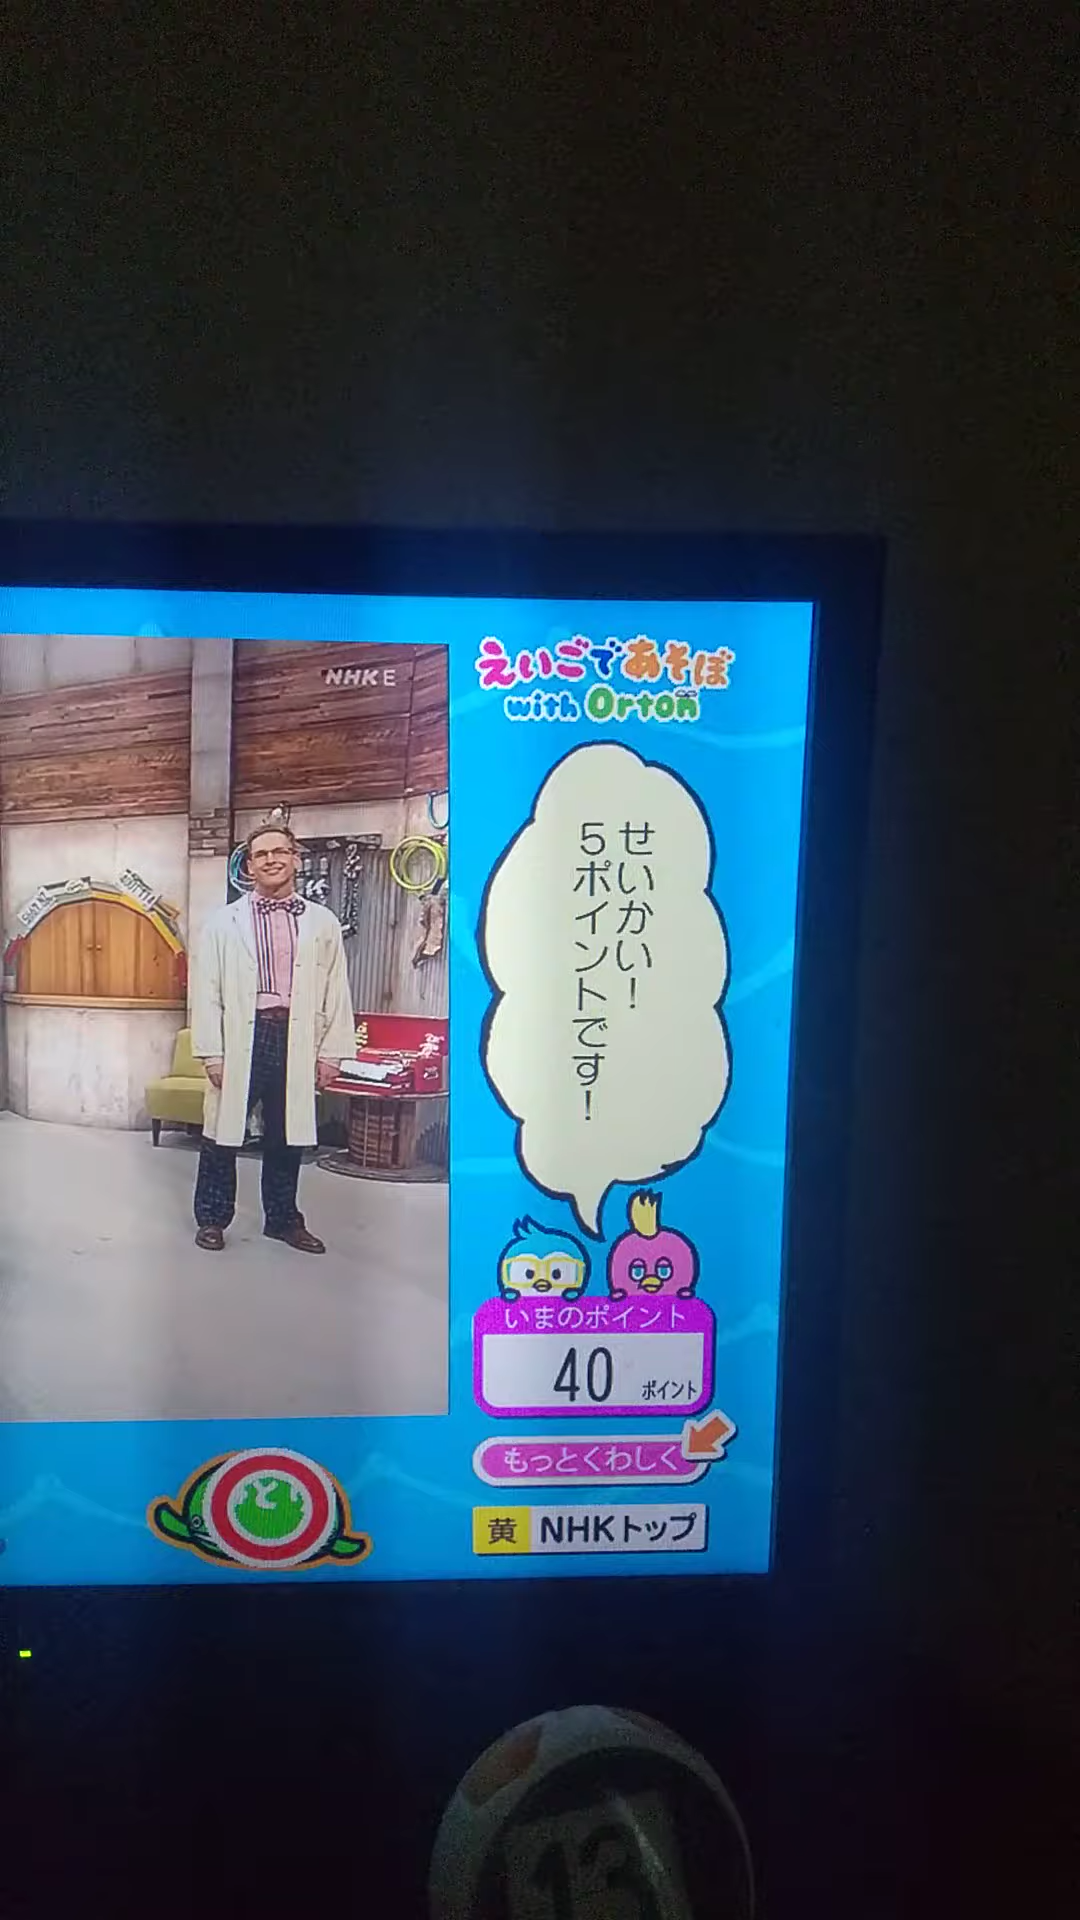 NHK E
えいごであそぼ
with Orton
せいかい！
5ポイントです！
いまのポイント
40 ポイント
もっとくわしく
と
黄 NHKトップ
13